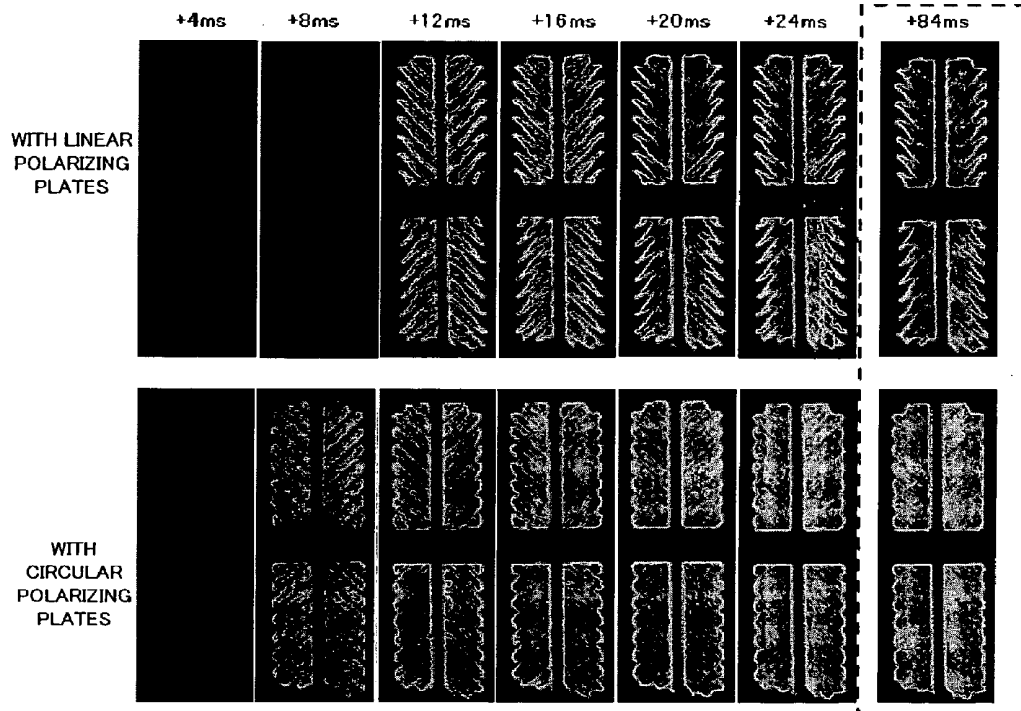 +4ms +8ms +12ms +16ms +20ms +24ms +84ms
WITH LINEAR
POLARIZING
PLATES
WITH
CIRCULAR
POLARIZING
PLATES